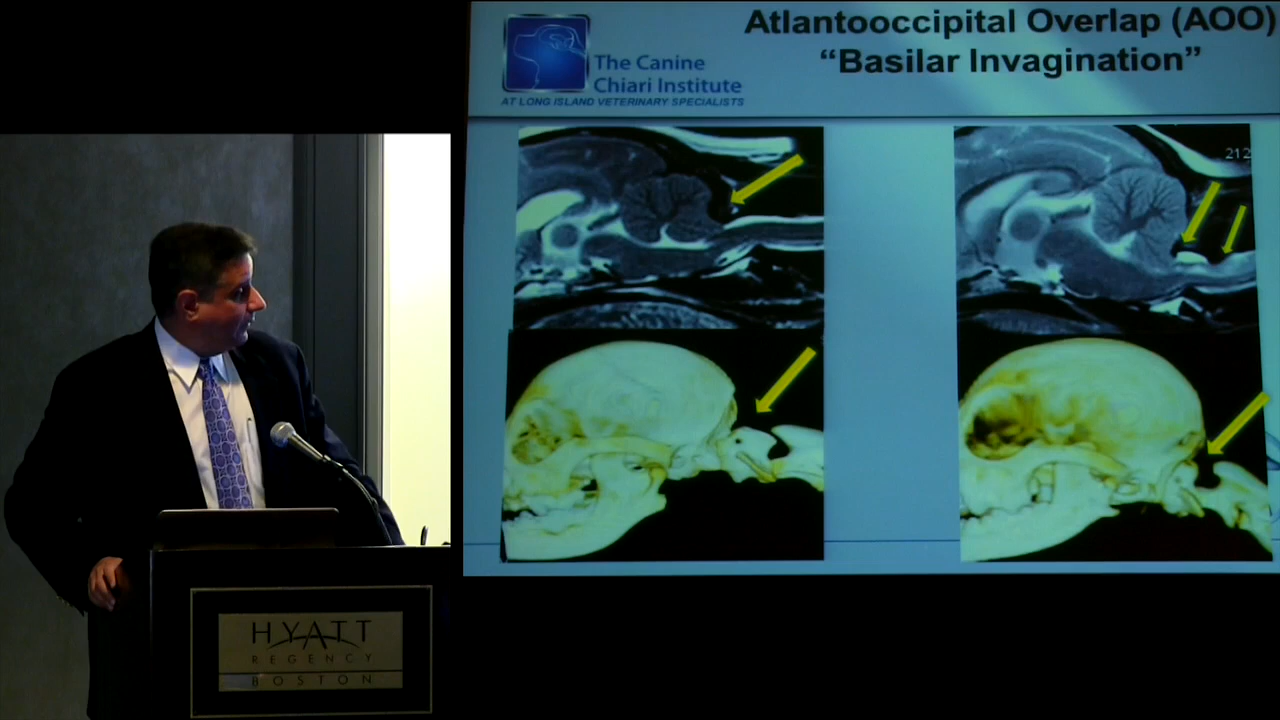 Atlantooccipital Overlap (AOO)
“Basilar Invagination”
The Canine
Chiari Institute
AT LONG ISLAND VETERINARY SPECIALISTS
212
HYATT
REGENCY
BOSTON